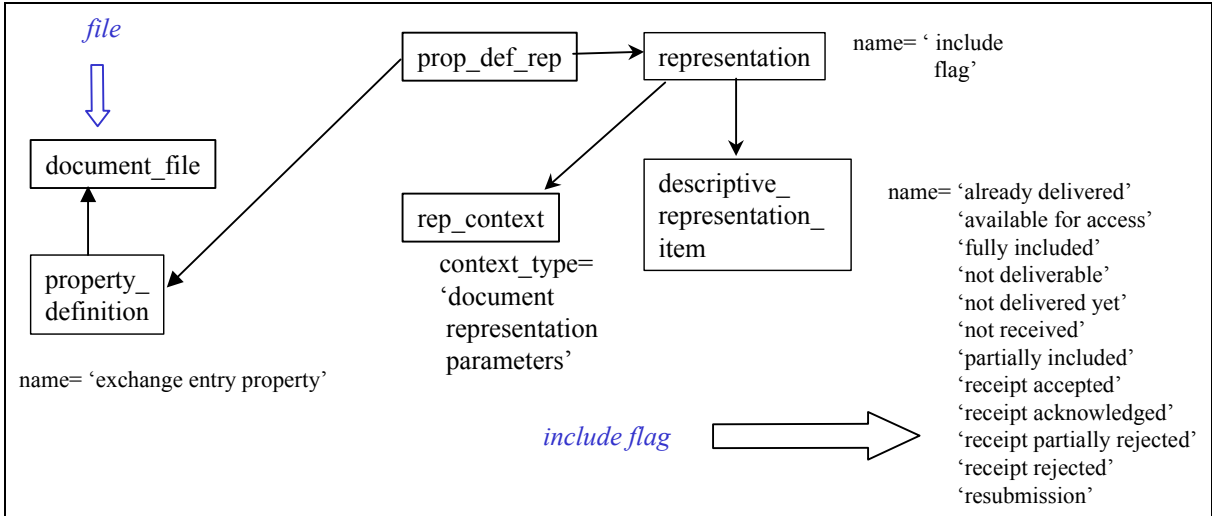 file
document_file
property_
definition
name= ‘exchange entry property’
prop_def_rep
representation
name= ‘ include
flag’
rep_context
context_type=
‘document
representation
parameters’
descriptive_
representation_
item
name= ‘already delivered’
‘available for access’
‘fully included’
‘not deliverable’
‘not delivered yet’
‘not received’
‘partially included’
‘receipt accepted’
‘receipt acknowledged’
‘receipt partially rejected’
‘receipt rejected’
‘resubmission’
include flag